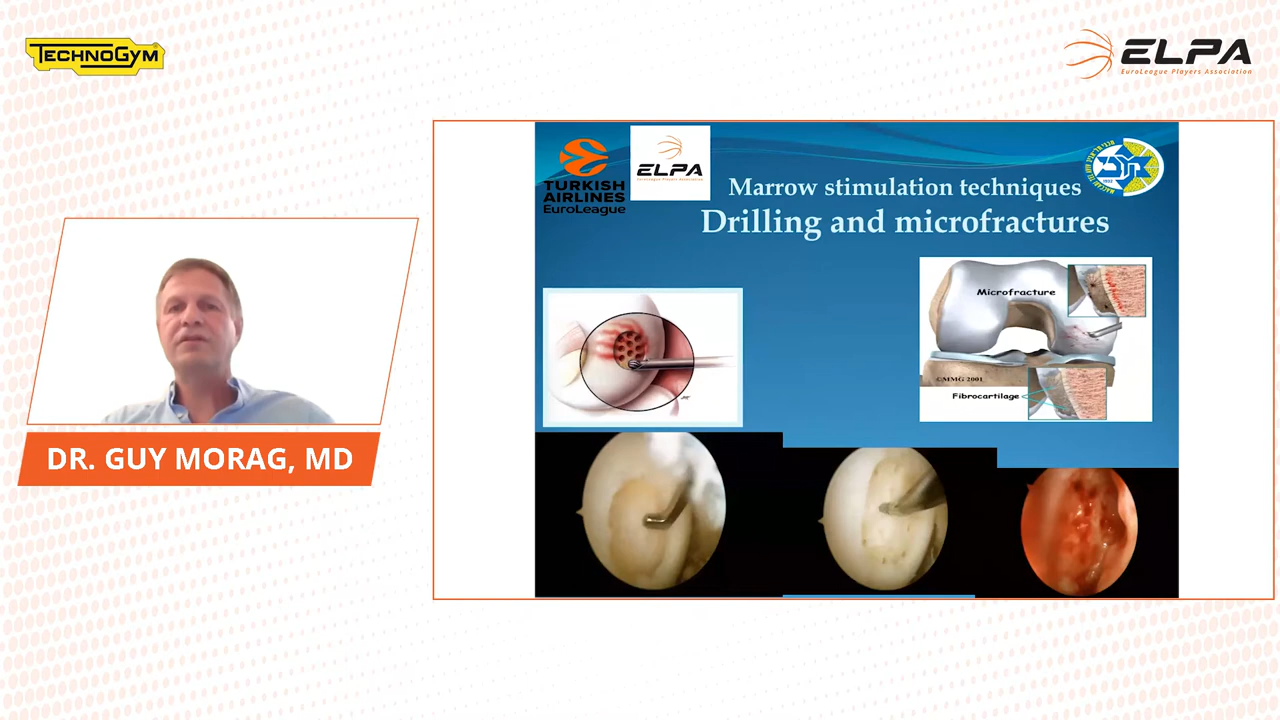 TECHNOGYM
ELPA
EuroLeague Players Association
TURKISH
AIRLINES
EuroLeague
ELPA
Marrow stimulation techniques
Drilling and microfractures
Microfracture
©MMG 2001
Fibrocartilage
DR. GUY MORAG, MD